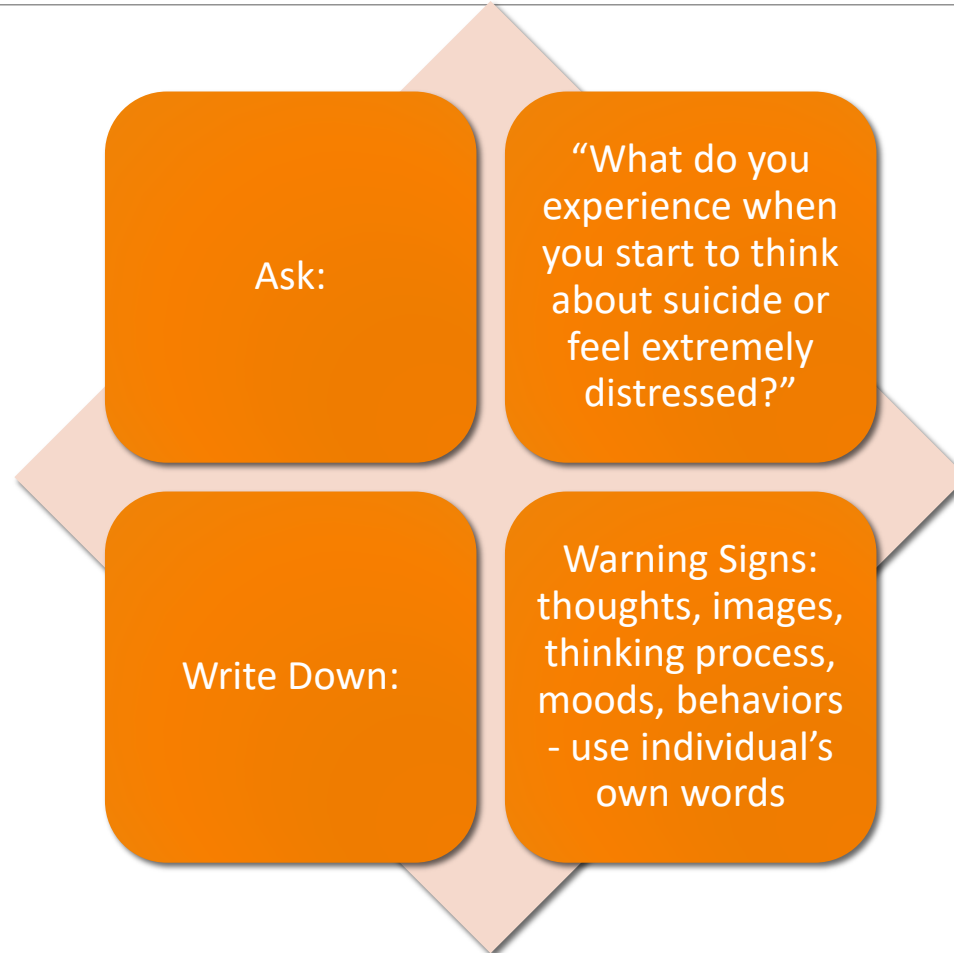 Ask:
“What do you
experience when
you start to think
about suicide or
feel extremely
distressed?”
Write Down:
Warning Signs:
thoughts, images,
thinking process,
moods, behaviors
- use individual’s
own words